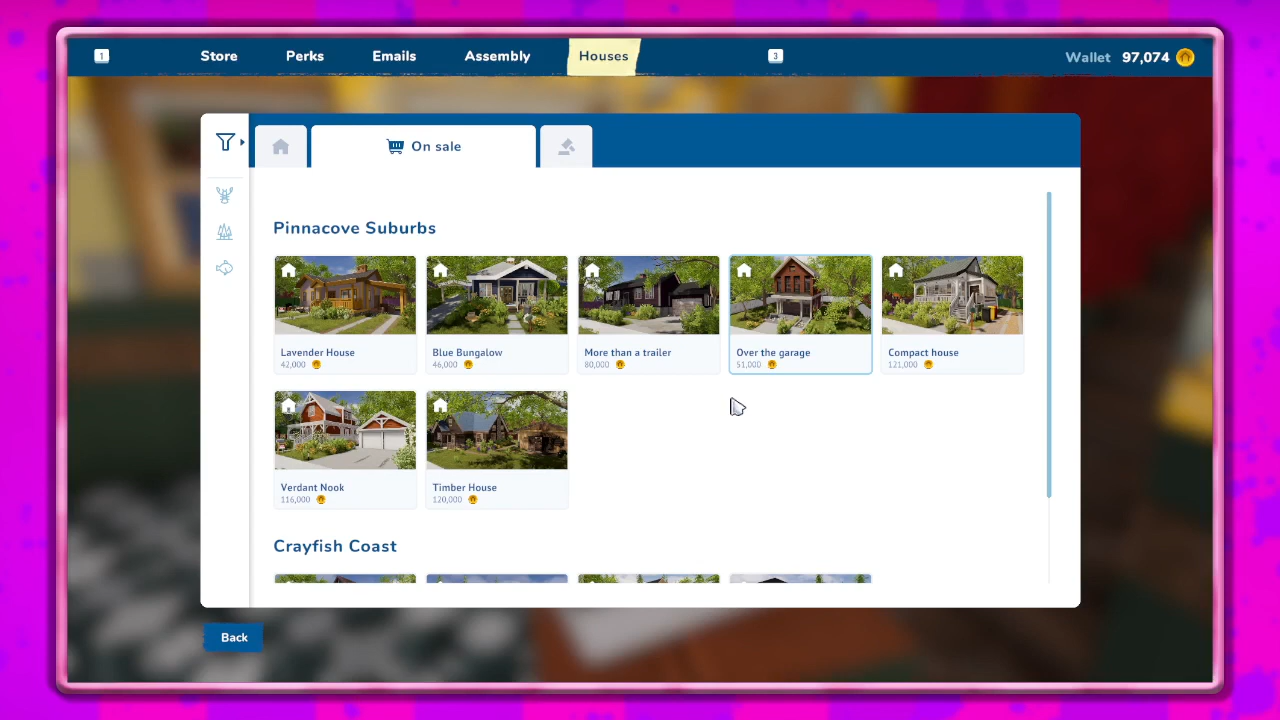 1 Store Perks Emails Assembly Houses 3 Wallet 97,074
On sale
Pinnacove Suburbs
Lavender House Blue Bungalow More than a trailer Over the garage Compact house
42,000 46,000 80,000 51,000 121,000
Verdant Nook Timber House
116,000 120,000
Crayfish Coast
Back